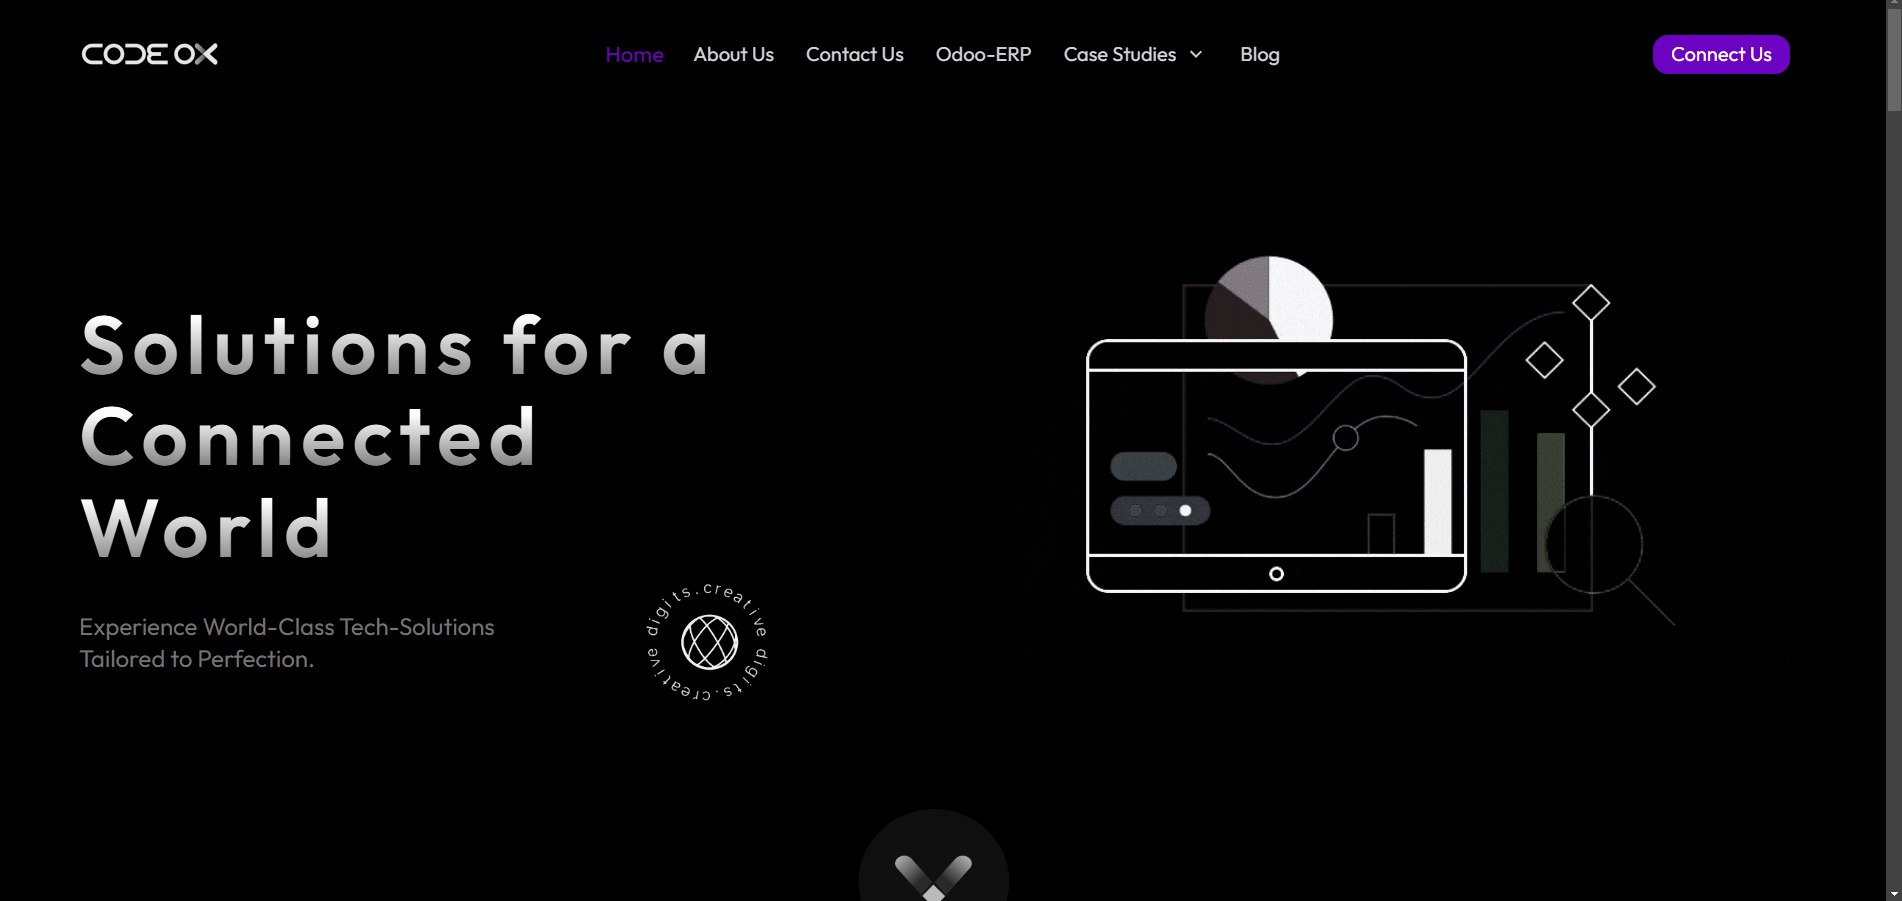 CODE OX
Home
About Us
Contact Us
Odoo-ERP
Case Studies
Blog
Connect Us
Solutions for a
Connected
World
Experience World-Class Tech-Solutions
Tailored to Perfection.
digits.creative digits.creative